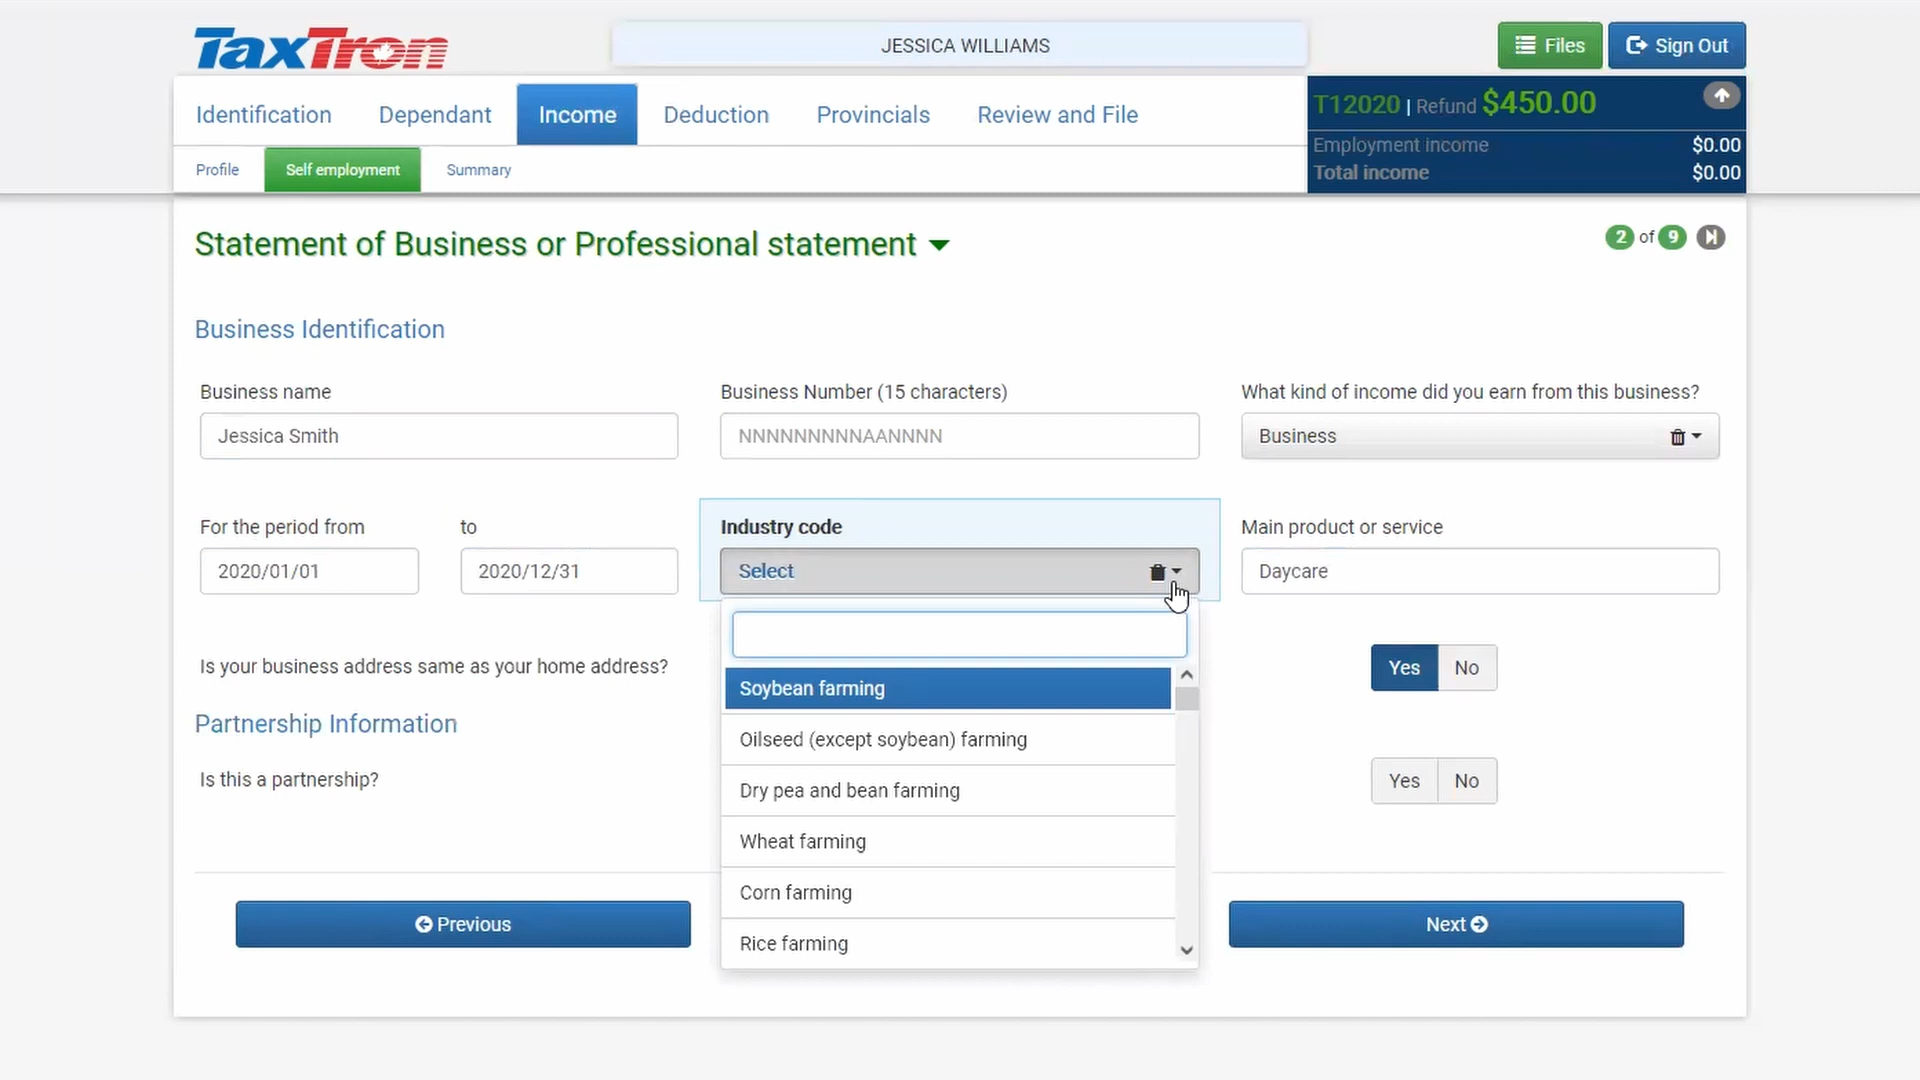 TaxTron
JESSICA WILLIAMS
Files
Sign Out
Identification
Dependant
Income
Deduction
Provincials
Review and File
T12020 | Refund $450.00
Employment income $0.00
Total income $0.00
Profile
Self employment
Summary
Statement of Business or Professional statement
2 of 9
Business Identification
Business name
Business Number (15 characters)
What kind of income did you earn from this business?
Jessica Smith
NNNNNNNNNAANNNN
Business
For the period from
to
Industry code
Main product or service
2020/01/01
2020/12/31
Select
Daycare
Is your business address same as your home address?
Yes No
Soybean farming
Oilseed (except soybean) farming
Dry pea and bean farming
Wheat farming
Corn farming
Rice farming
Partnership Information
Is this a partnership?
Yes No
Previous
Next